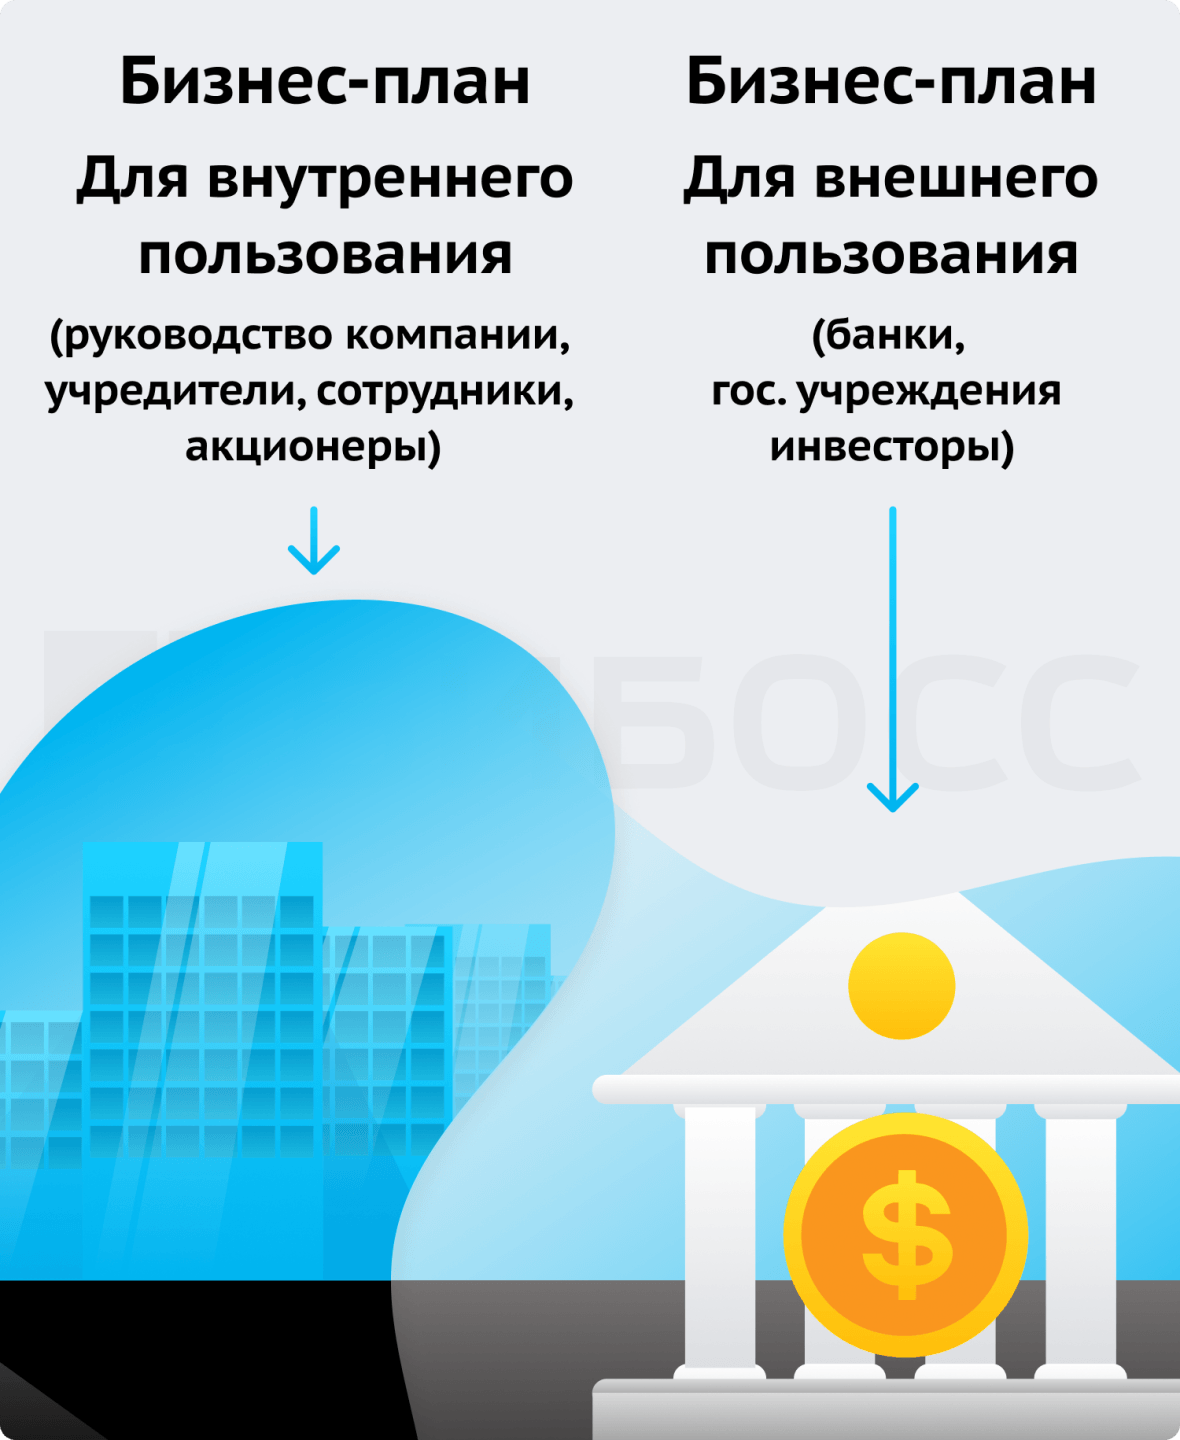 Бизнес-план
Для внутреннего
пользования
(руководство компании,
учредители, сотрудники,
акционеры)
Бизнес-план
Для внешнего
пользования
(банки,
гос. учреждения
инвесторы)
БОСС
$